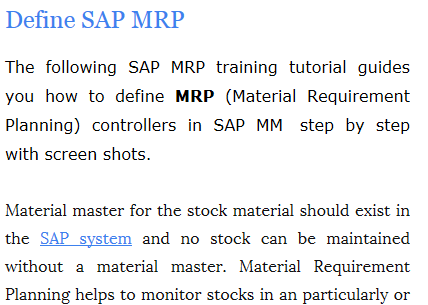 Define SAP MRP
The following SAP MRP training tutorial guides
you how to define MRP (Material Requirement
Planning) controllers in SAP MM step by step
with screen shots.
Material master for the stock material should exist in
the SAP system and no stock can be maintained
without a material master. Material Requirement
Planning helps to monitor stocks in an particularly or